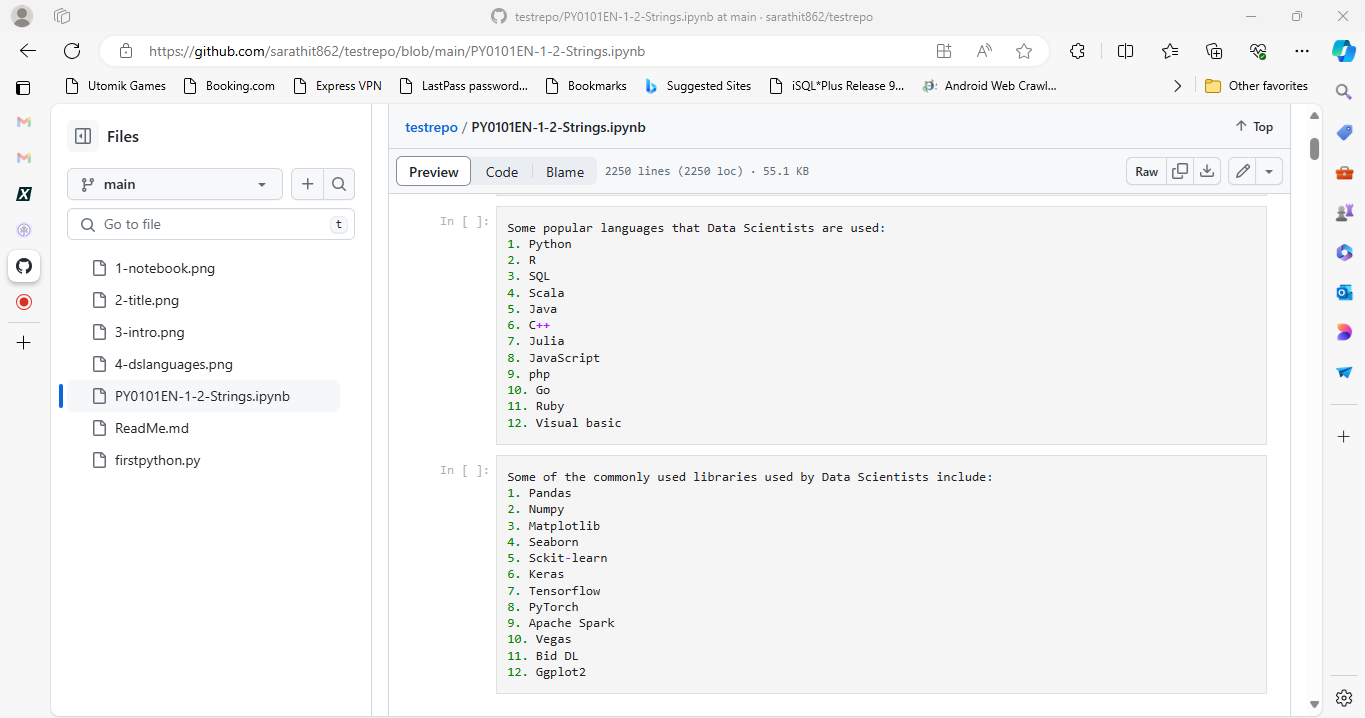 testrepo/PY0101EN-1-2-Strings.ipynb at main · sarathit862/testrepo
https://github.com/sarathit862/testrepo/blob/main/PY0101EN-1-2-Strings.ipynb
Utomik Games Booking.com Express VPN LastPass password... Bookmarks Suggested Sites iSQL*Plus Release 9... Android Web Crawl... Other favorites
Files
main
Go to file t
1-notebook.png
2-title.png
3-intro.png
4-dslanguages.png
PY0101EN-1-2-Strings.ipynb
ReadMe.md
firstpython.py
testrepo / PY0101EN-1-2-Strings.ipynb Top
Preview Code Blame 2250 lines (2250 loc) · 55.1 KB Raw
In [ ]:
Some popular languages that Data Scientists are used:
1. Python
2. R
3. SQL
4. Scala
5. Java
6. C++
7. Julia
8. JavaScript
9. php
10. Go
11. Ruby
12. Visual basic
In [ ]:
Some of the commonly used libraries used by Data Scientists include:
1. Pandas
2. Numpy
3. Matplotlib
4. Seaborn
5. Sckit-learn
6. Keras
7. Tensorflow
8. PyTorch
9. Apache Spark
10. Vegas
11. Bid DL
12. Ggplot2